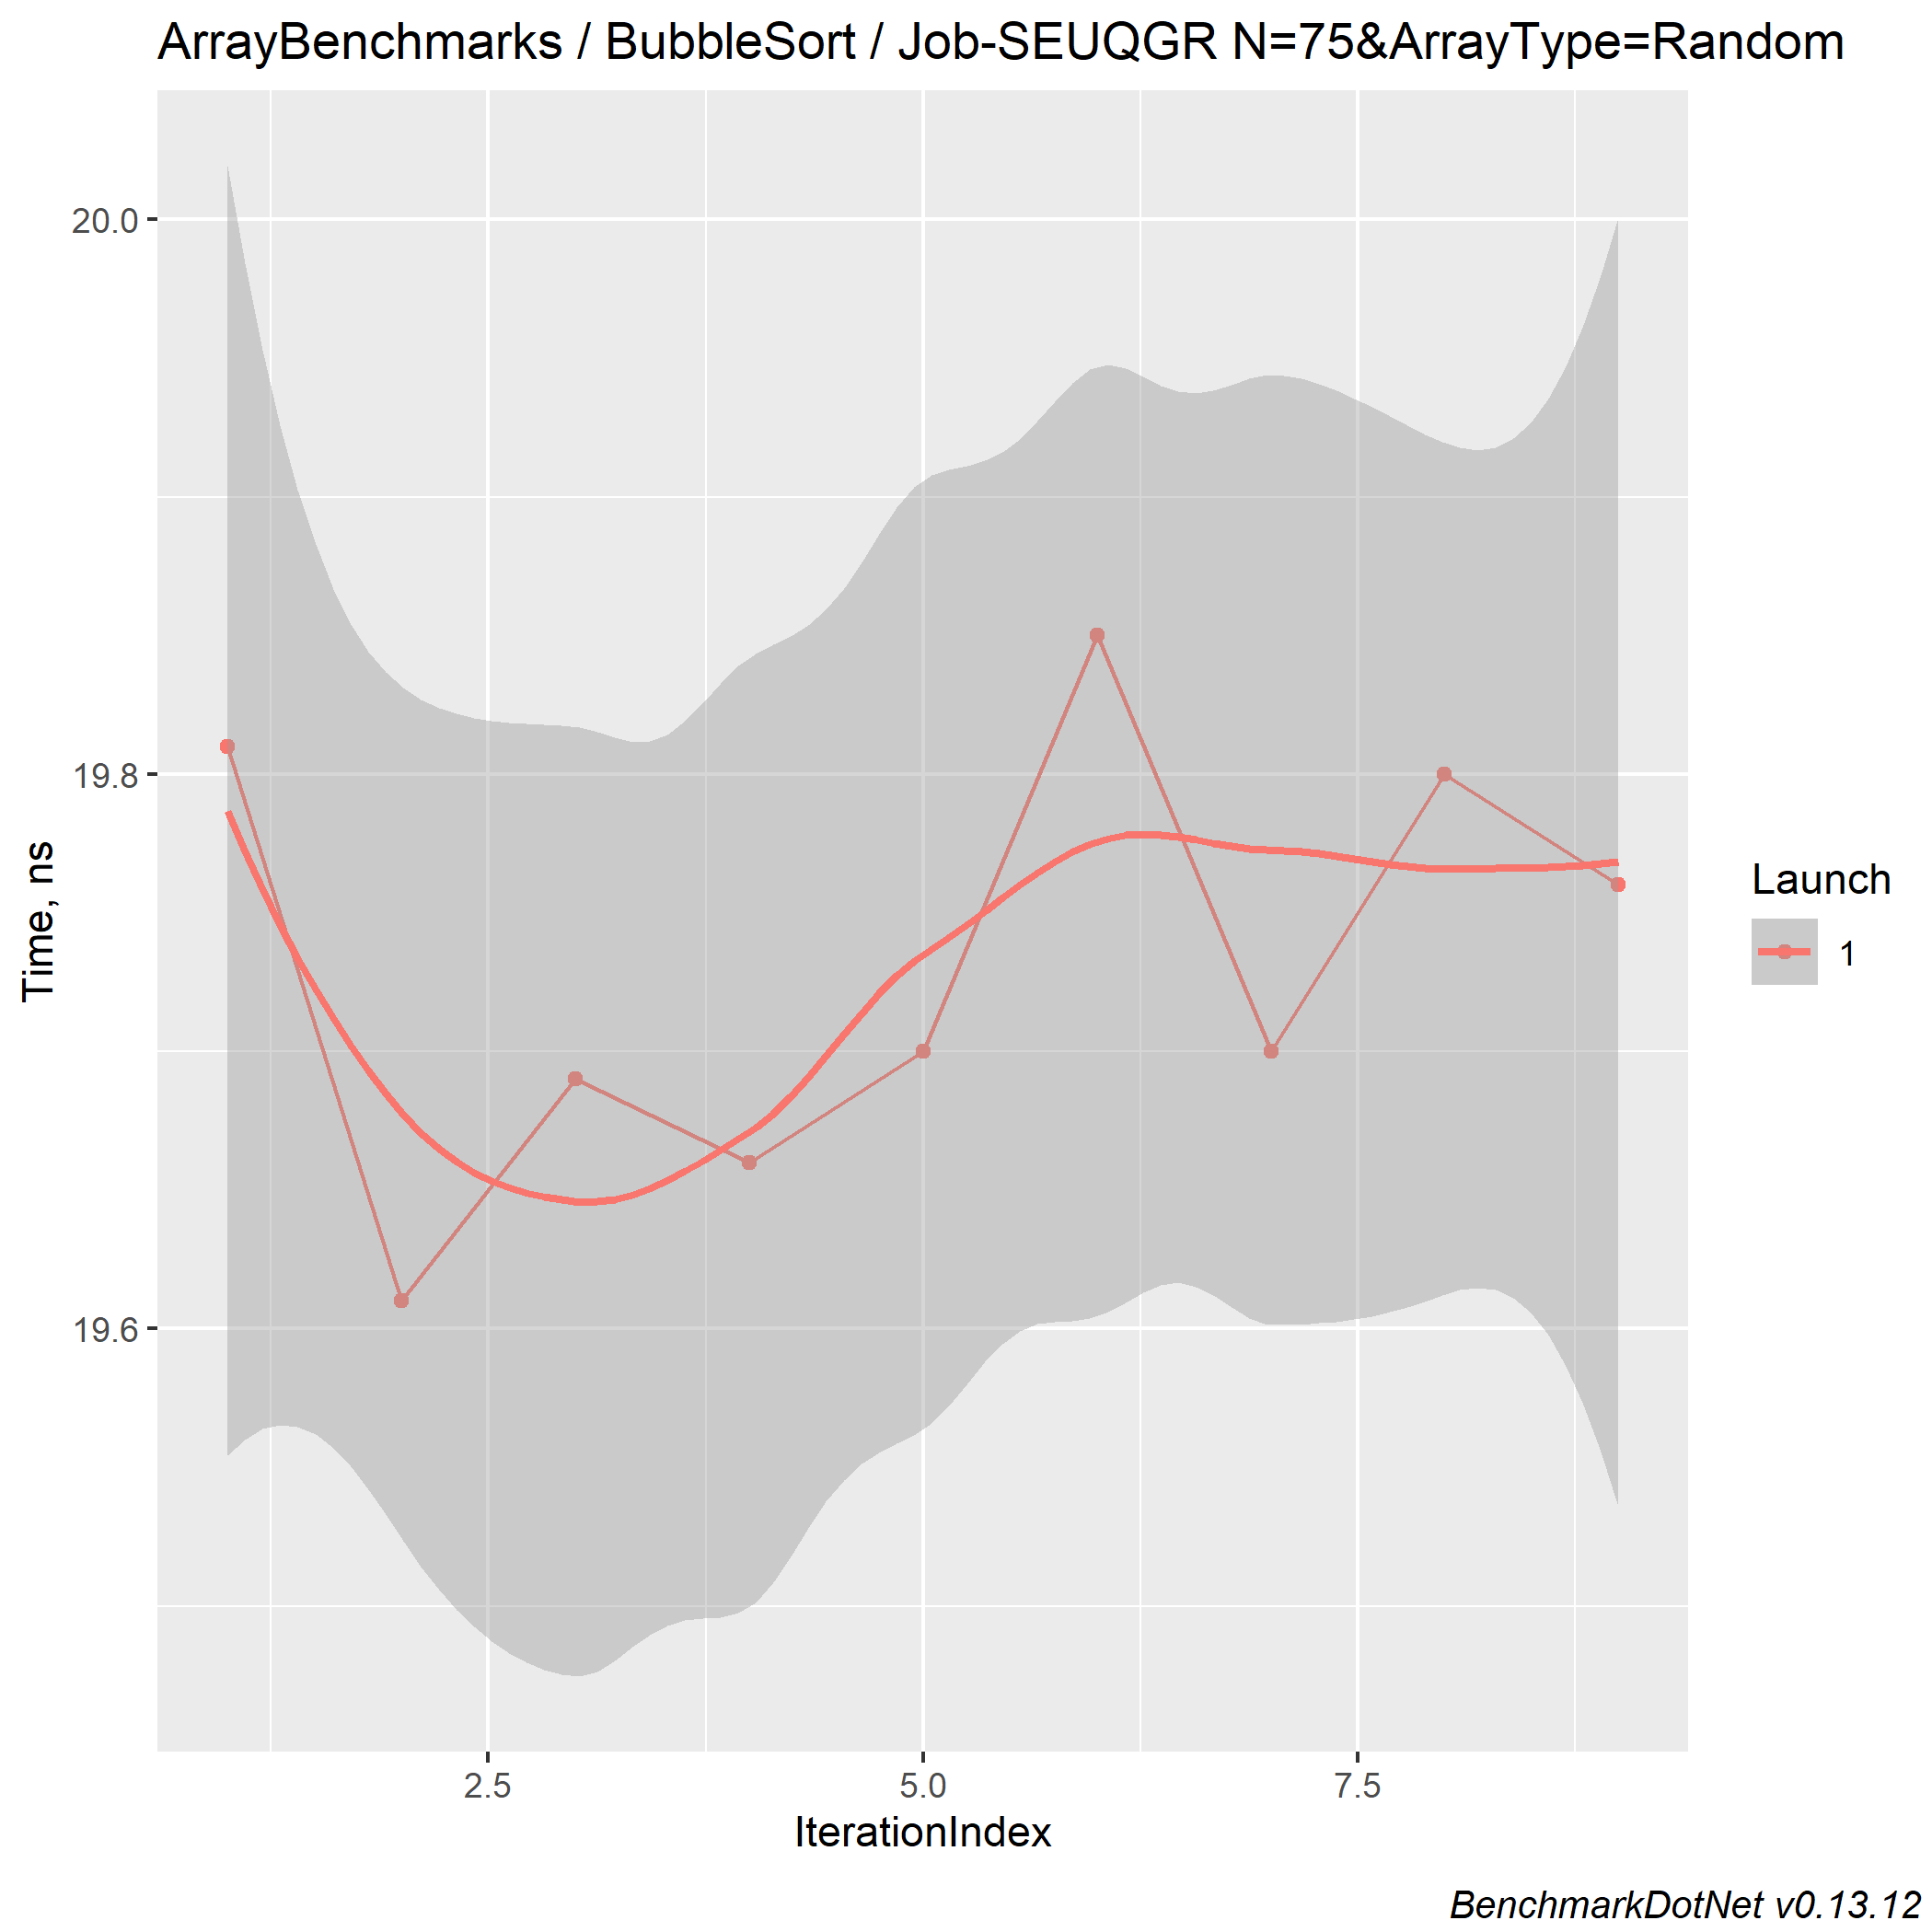 ArrayBenchmarks / BubbleSort / Job-SEUQGR N=75&ArrayType=Random
20.0
19.8
19.6
Time, ns
2.5 5.0 7.5
IterationIndex
Launch
1
BenchmarkDotNet v0.13.12